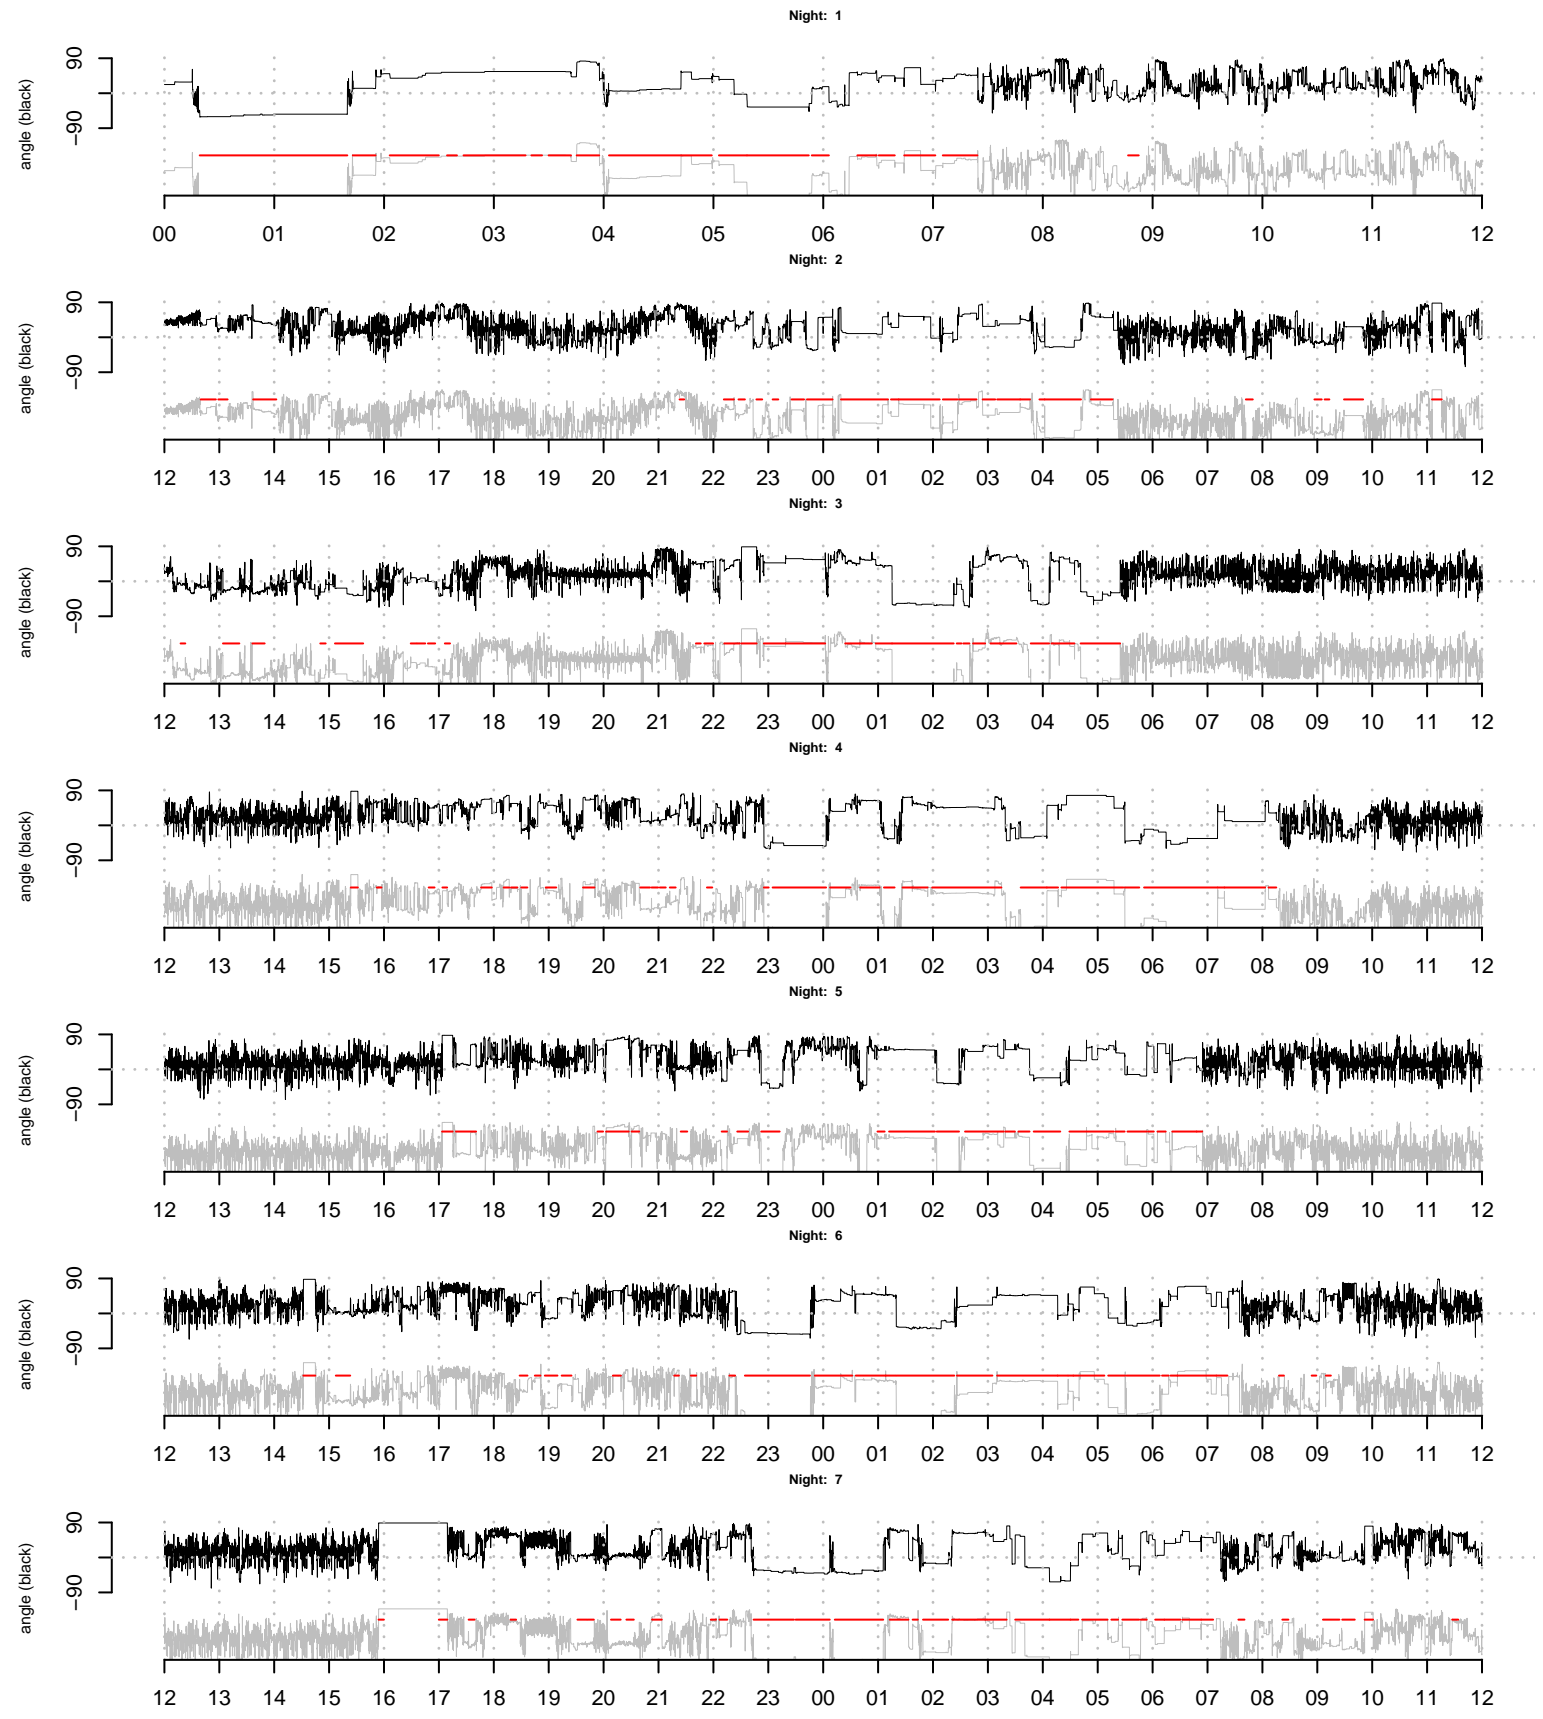 Night: 1
90
-90
angle (black)
00 01 02 03 04 05 06 07 08 09 10 11 12
Night: 2
90
-90
angle (black)
12 13 14 15 16 17 18 19 20 21 22 23 00 01 02 03 04 05 06 07 08 09 10 11 12
Night: 3
90
-90
angle (black)
12 13 14 15 16 17 18 19 20 21 22 23 00 01 02 03 04 05 06 07 08 09 10 11 12
Night: 4
90
-90
angle (black)
12 13 14 15 16 17 18 19 20 21 22 23 00 01 02 03 04 05 06 07 08 09 10 11 12
Night: 5
90
-90
angle (black)
12 13 14 15 16 17 18 19 20 21 22 23 00 01 02 03 04 05 06 07 08 09 10 11 12
Night: 6
90
-90
angle (black)
12 13 14 15 16 17 18 19 20 21 22 23 00 01 02 03 04 05 06 07 08 09 10 11 12
Night: 7
90
-90
angle (black)
12 13 14 15 16 17 18 19 20 21 22 23 00 01 02 03 04 05 06 07 08 09 10 11 12